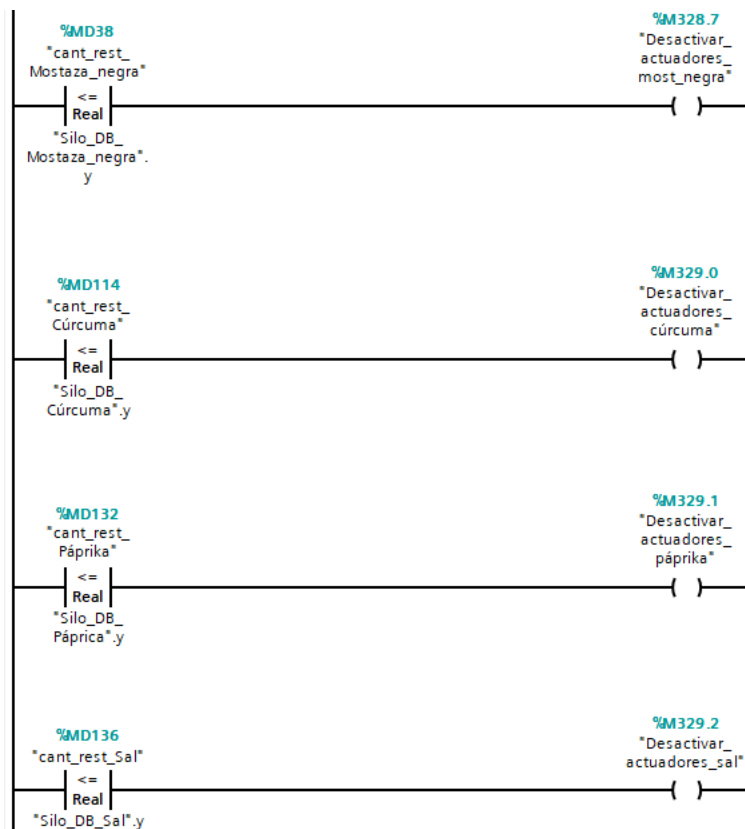 %MD38
"cant_rest_
Mostaza_negra"
<=
Real
"Silo_DB_
Mostaza_negra".
y
%M328.7
"Desactivar_
actuadores_
most_negra"
( )
%MD114
"cant_rest_
Cúrcuma"
<=
Real
"Silo_DB_
Cúrcuma".y
%M329.0
"Desactivar_
actuadores_
cúrcuma"
( )
%MD132
"cant_rest_
Páprika"
<=
Real
"Silo_DB_
Páprica".y
%M329.1
"Desactivar_
actuadores_
páprika"
( )
%MD136
"cant_rest_Sal"
<=
Real
"Silo_DB_Sal".y
%M329.2
"Desactivar_
actuadores_sal"
( )